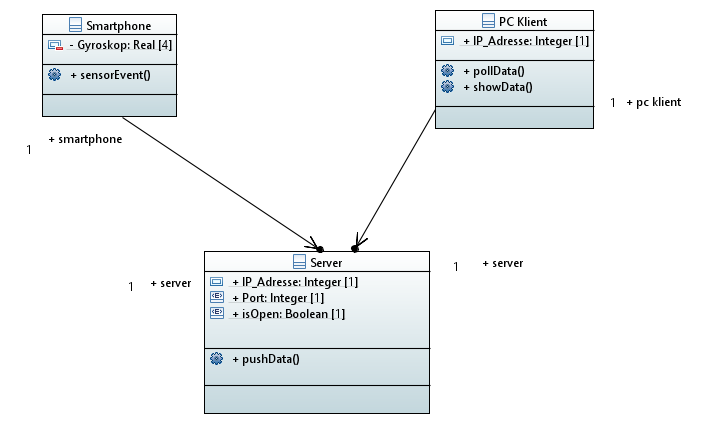 Smartphone
- Gyroskop: Real [4]
+ sensorEvent()
1
+ smartphone
PC Klient
+ IP_Adresse: Integer [1]
+ pollData()
+ showData()
1
+ pc klient
1
+ server
1
+ server
Server
+ IP_Adresse: Integer [1]
+ Port: Integer [1]
+ isOpen: Boolean [1]
+ pushData()